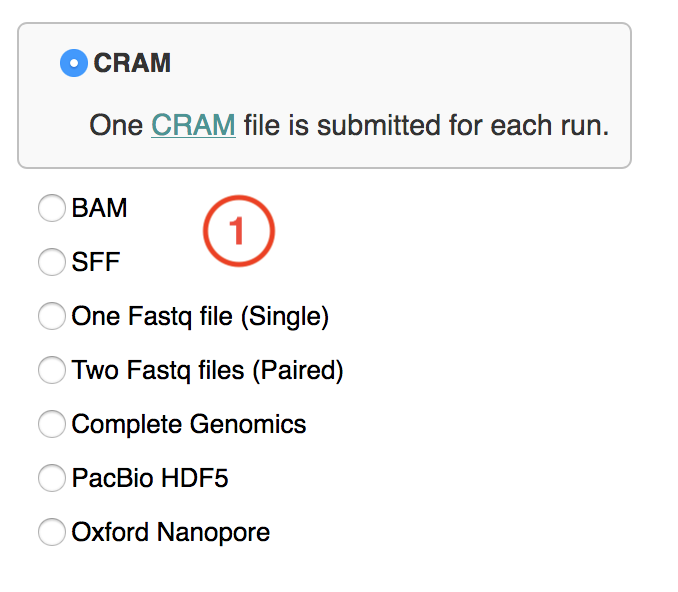 CRAM
One CRAM file is submitted for each run.
BAM
1
SFF
One Fastq file (Single)
Two Fastq files (Paired)
Complete Genomics
PacBio HDF5
Oxford Nanopore